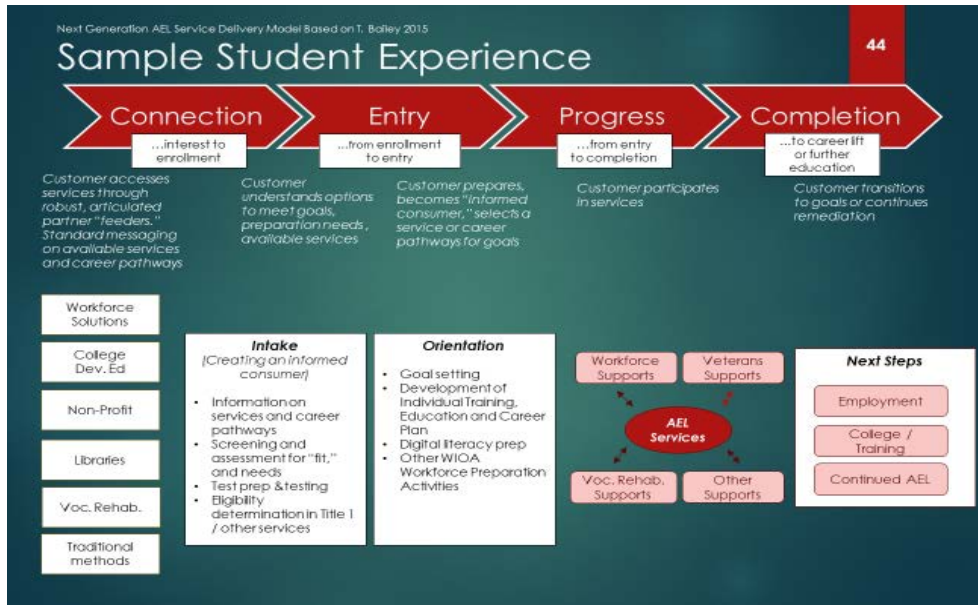 Next Generation AEL Service Delivery Model Based on T. Bailey 2015
Sample Student Experience
44
Connection
Entry
Progress
Completion
...interest to
enrollment
...from enrollment
to entry
...from entry
to completion
...to career lift
or further
education
Customer accesses
services through
robust, articulated
partner "feeders."
Standard messaging
on available services
and career pathways
Customer
understands options
to meet goals,
preparation needs,
available services
Customer prepares,
becomes "informed
consumer," selects a
service or career
pathways for goals
Customer participates
in services
Customer transitions
to goals or continues
remediation
Workforce
Solutions
College
Dev. Ed
Non-Profit
Libraries
Voc. Rehab.
Traditional
methods
Intake
(Creating an informed
consumer)
• Information on
services and career
pathways
• Screening and
assessment for "fit,"
and needs
• Test prep & testing
• Eligibility
determination in Title 1
/ other services
Orientation
• Goal setting
• Development of
Individual Training,
Education and Career
Plan
• Digital literacy prep
• Other WIOA
Workforce Preparation
Activities
Workforce
Supports
Veterans
Supports
AEL
Services
Voc. Rehab.
Supports
Other
Supports
Next Steps
Employment
College /
Training
Continued AEL